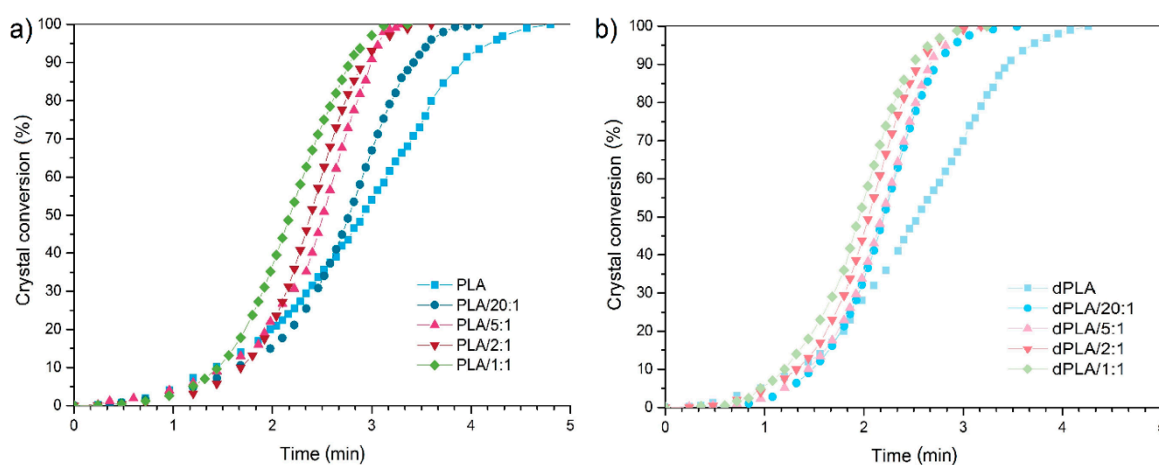 a)
Crystal conversion (%)
100
90
80
70
60
50
40
30
20
10
0
PLA
PLA/20:1
PLA/5:1
PLA/2:1
PLA/1:1
0 1 2 3 4 5
Time (min)
b)
Crystal conversion (%)
100
90
80
70
60
50
40
30
20
10
0
dPLA
dPLA/20:1
dPLA/5:1
dPLA/2:1
dPLA/1:1
0 1 2 3 4
Time (min)